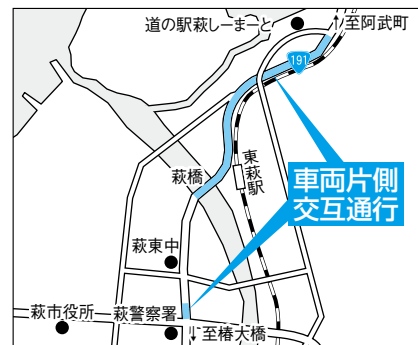 道の駅萩しーまーと
↑至阿武町
191
東萩駅
萩橋
車両片側
交互通行
萩東中
萩市役所
萩警察署
↓至椿大橋